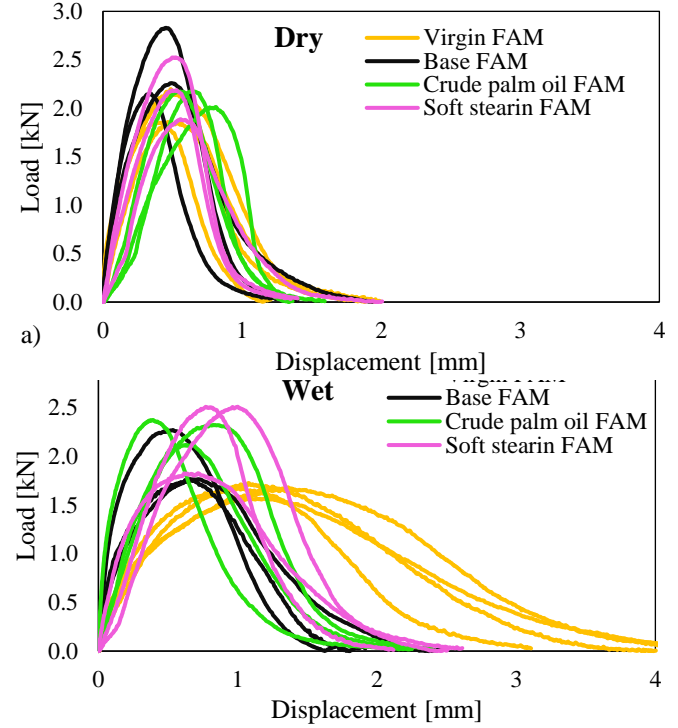 Dry
Virgin FAM
Base FAM
Crude palm oil FAM
Soft stearin FAM
Load [kN]
3.0
2.5
2.0
1.5
1.0
0.5
0.0
0 1 2 3 4
a)
Displacement [mm]
Wet
Base FAM
Crude palm oil FAM
Soft stearin FAM
Load [kN]
2.5
2.0
1.5
1.0
0.5
0.0
0 1 2 3 4
Displacement [mm]